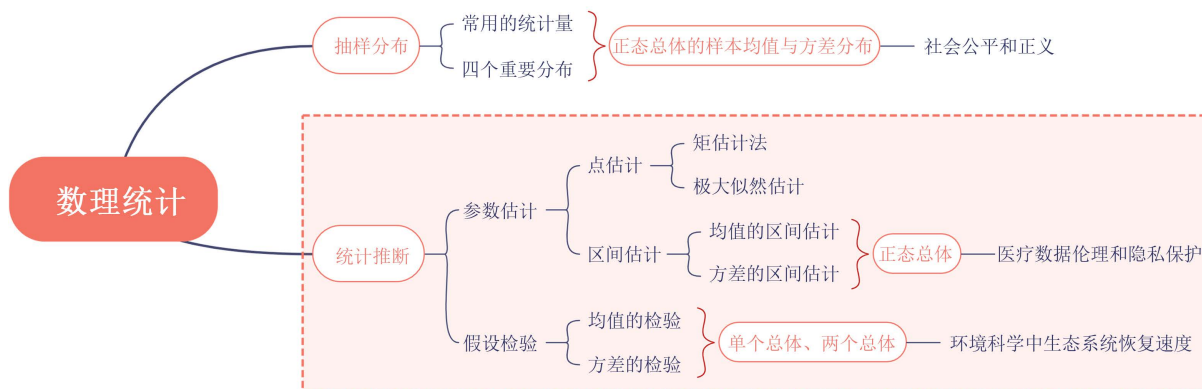 数理统计
抽样分布
常用的统计量
四个重要分布
正态总体的样本均值与方差分布
社会公平和正义
统计推断
参数估计
点估计
矩估计法
极大似然估计
区间估计
均值的区间估计
方差的区间估计
正态总体
医疗数据伦理和隐私保护
假设检验
均值的检验
方差的检验
单个总体、两个总体
环境科学中生态系统恢复速度